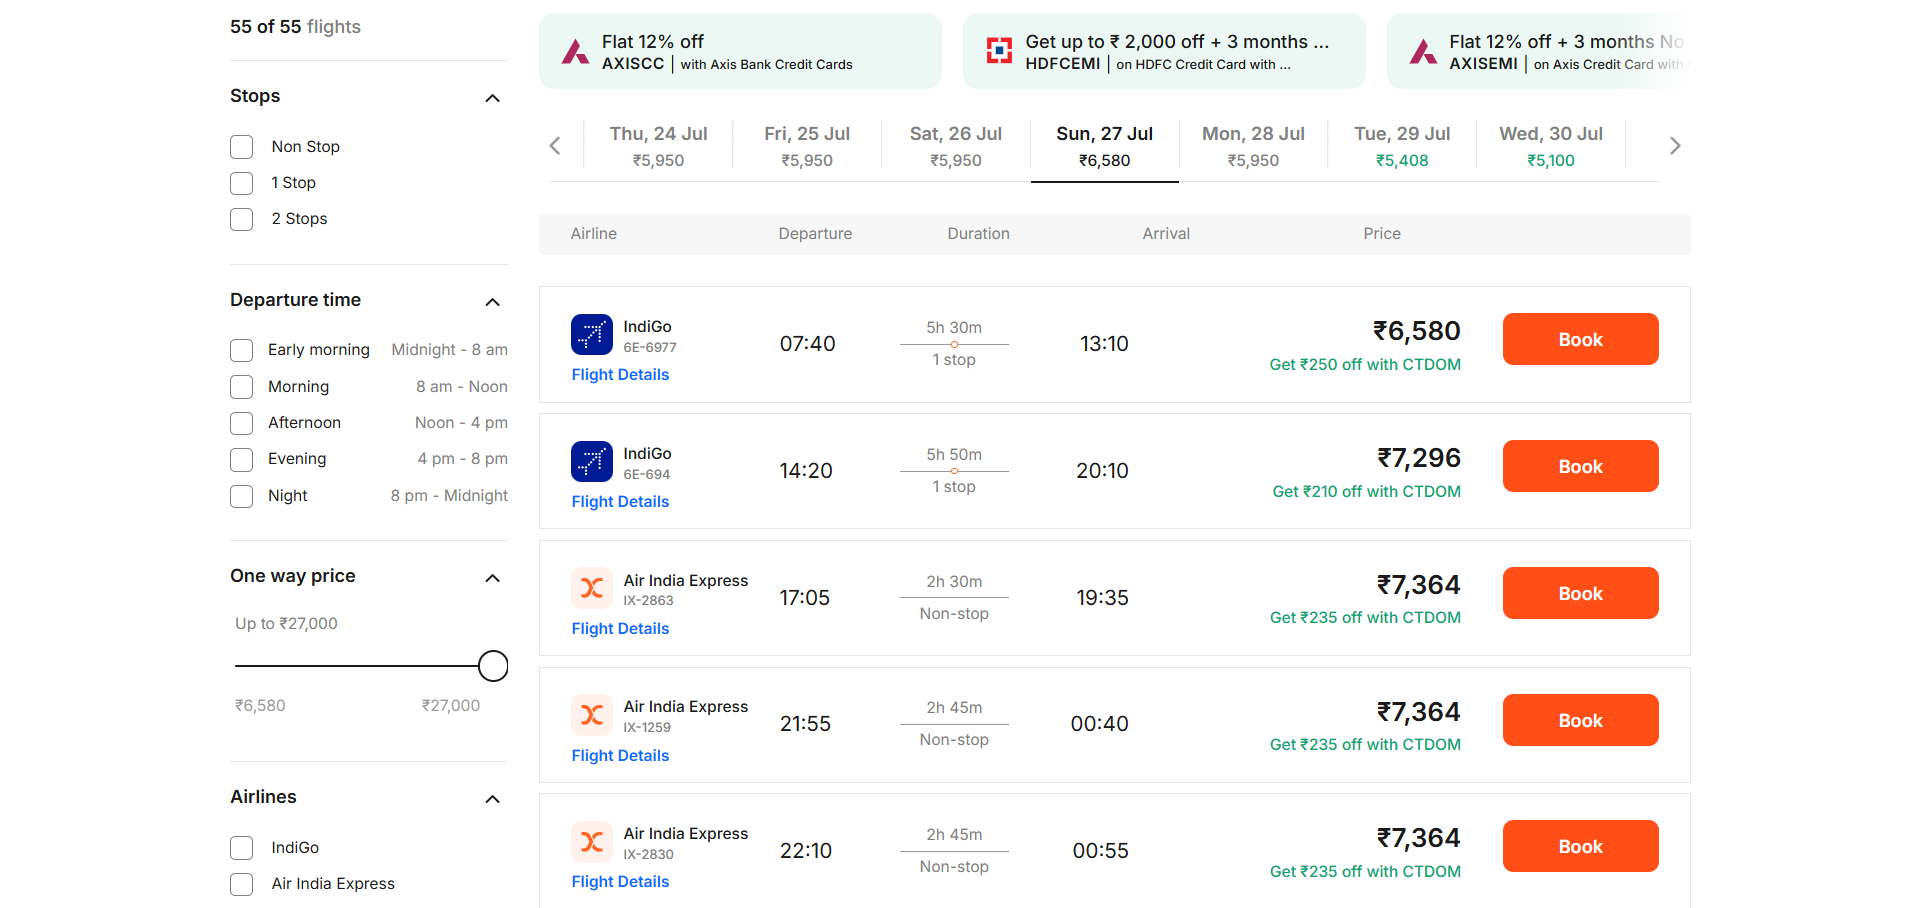 55 of 55 flights
Stops
Non Stop
1 Stop
2 Stops
Departure time
Early morning Midnight - 8 am
Morning 8 am - Noon
Afternoon Noon - 4 pm
Evening 4 pm - 8 pm
Night 8 pm - Midnight
One way price
Up to ₹27,000
₹6,580 ₹27,000
Airlines
IndiGo
Air India Express
Flat 12% off
AXISCC | with Axis Bank Credit Cards
Get up to ₹ 2,000 off + 3 months ...
HDFCEMI | on HDFC Credit Card with ...
Flat 12% off + 3 months No
AXISEMI | on Axis Credit Card with
Thu, 24 Jul
₹5,950
Fri, 25 Jul
₹5,950
Sat, 26 Jul
₹5,950
Sun, 27 Jul
₹6,580
Mon, 28 Jul
₹5,950
Tue, 29 Jul
₹5,408
Wed, 30 Jul
₹5,100
Airline Departure Duration Arrival Price
IndiGo
6E-6977
Flight Details
07:40
5h 30m
1 stop
13:10
₹6,580
Get ₹250 off with CTDOM
Book
IndiGo
6E-694
Flight Details
14:20
5h 50m
1 stop
20:10
₹7,296
Get ₹210 off with CTDOM
Book
Air India Express
IX-2863
Flight Details
17:05
2h 30m
Non-stop
19:35
₹7,364
Get ₹235 off with CTDOM
Book
Air India Express
IX-1259
Flight Details
21:55
2h 45m
Non-stop
00:40
₹7,364
Get ₹235 off with CTDOM
Book
Air India Express
IX-2830
Flight Details
22:10
2h 45m
Non-stop
00:55
₹7,364
Get ₹235 off with CTDOM
Book